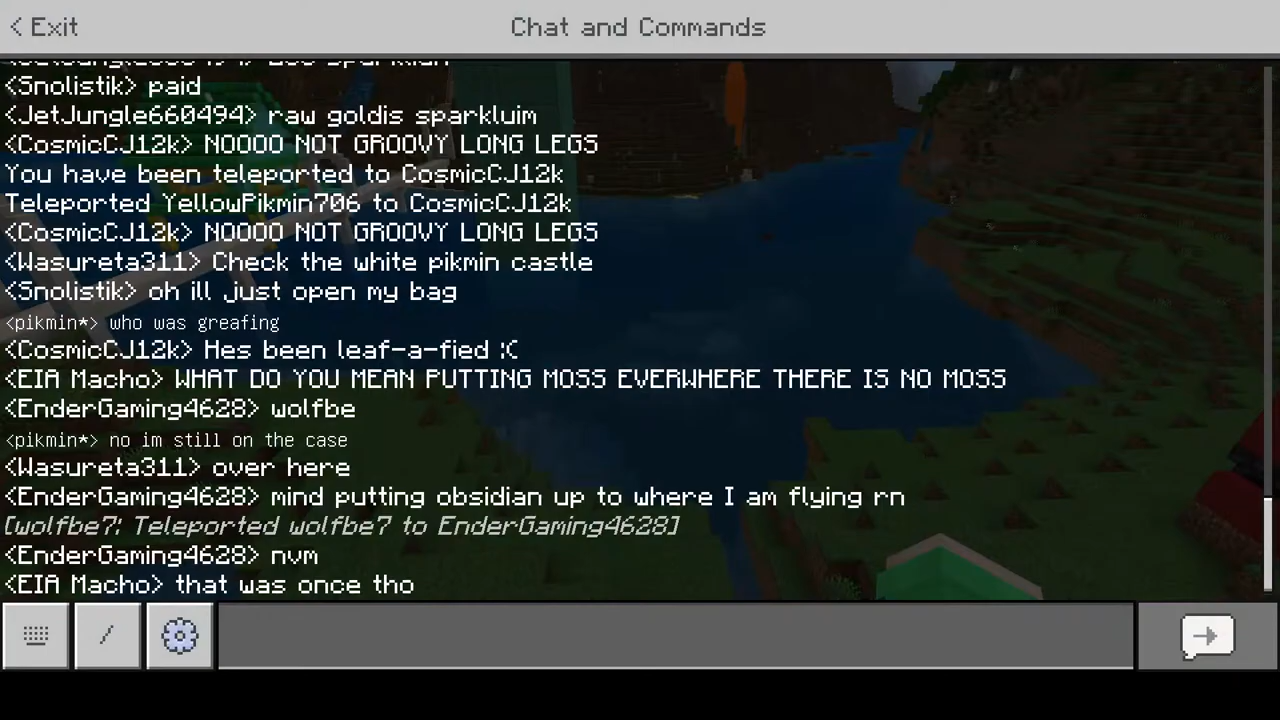 < Exit
Chat and Commands
<Snolistik> paid
<JetJungle660494> raw goldis sparkluim
<CosmicCJ12k> NOOOO NOT GROOVY LONG LEGS
You have been teleported to CosmicCJ12k
Teleported YellowPikmin706 to CosmicCJ12k
<CosmicCJ12k> NOOOO NOT GROOVY LONG LEGS
<Wasureta311> Check the white pikmin castle
<Snolistik> oh ill just open my bag
<pikmin*> who was greafing
<CosmicCJ12k> Hes been leaf-a-fied :(
<EIA Macho> WHAT DO YOU MEAN PUTTING MOSS EVERWHERE THERE IS NO MOSS
<EnderGaming4628> wolfbe
<pikmin*> no im still on the case
<Wasureta311> over here
<EnderGaming4628> mind putting obsidian up to where I am flying rn
[wolfbe7: Teleported wolfbe7 to EnderGaming4628]
<EnderGaming4628> nvm
<EIA Macho> that was once tho
/